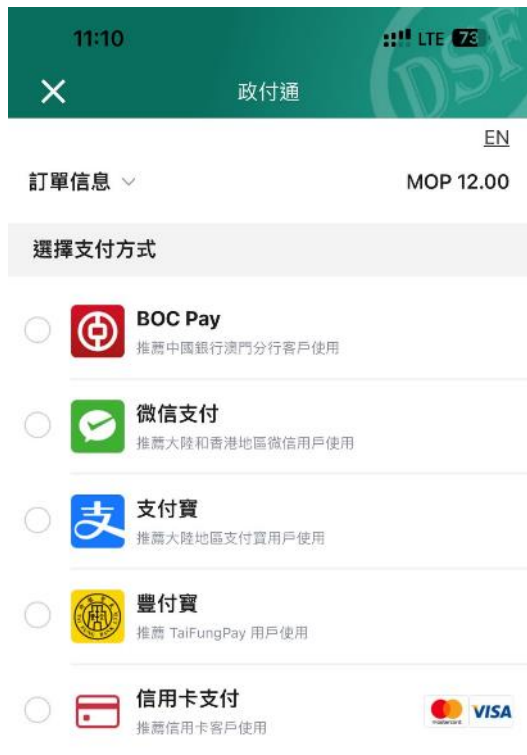 11:10
LTE 73
DSF
政付通
EN
訂單信息
MOP 12.00
選擇支付方式
BOC Pay
推薦中國銀行澳門分行客戶使用
微信支付
推薦大陸和香港地區微信用戶使用
支
支付寶
推薦大陸地區支付寶用戶使用
豐付寶
推薦 TaiFungPay 用戶使用
信用卡支付
推薦信用卡客戶使用
mastercard
VISA